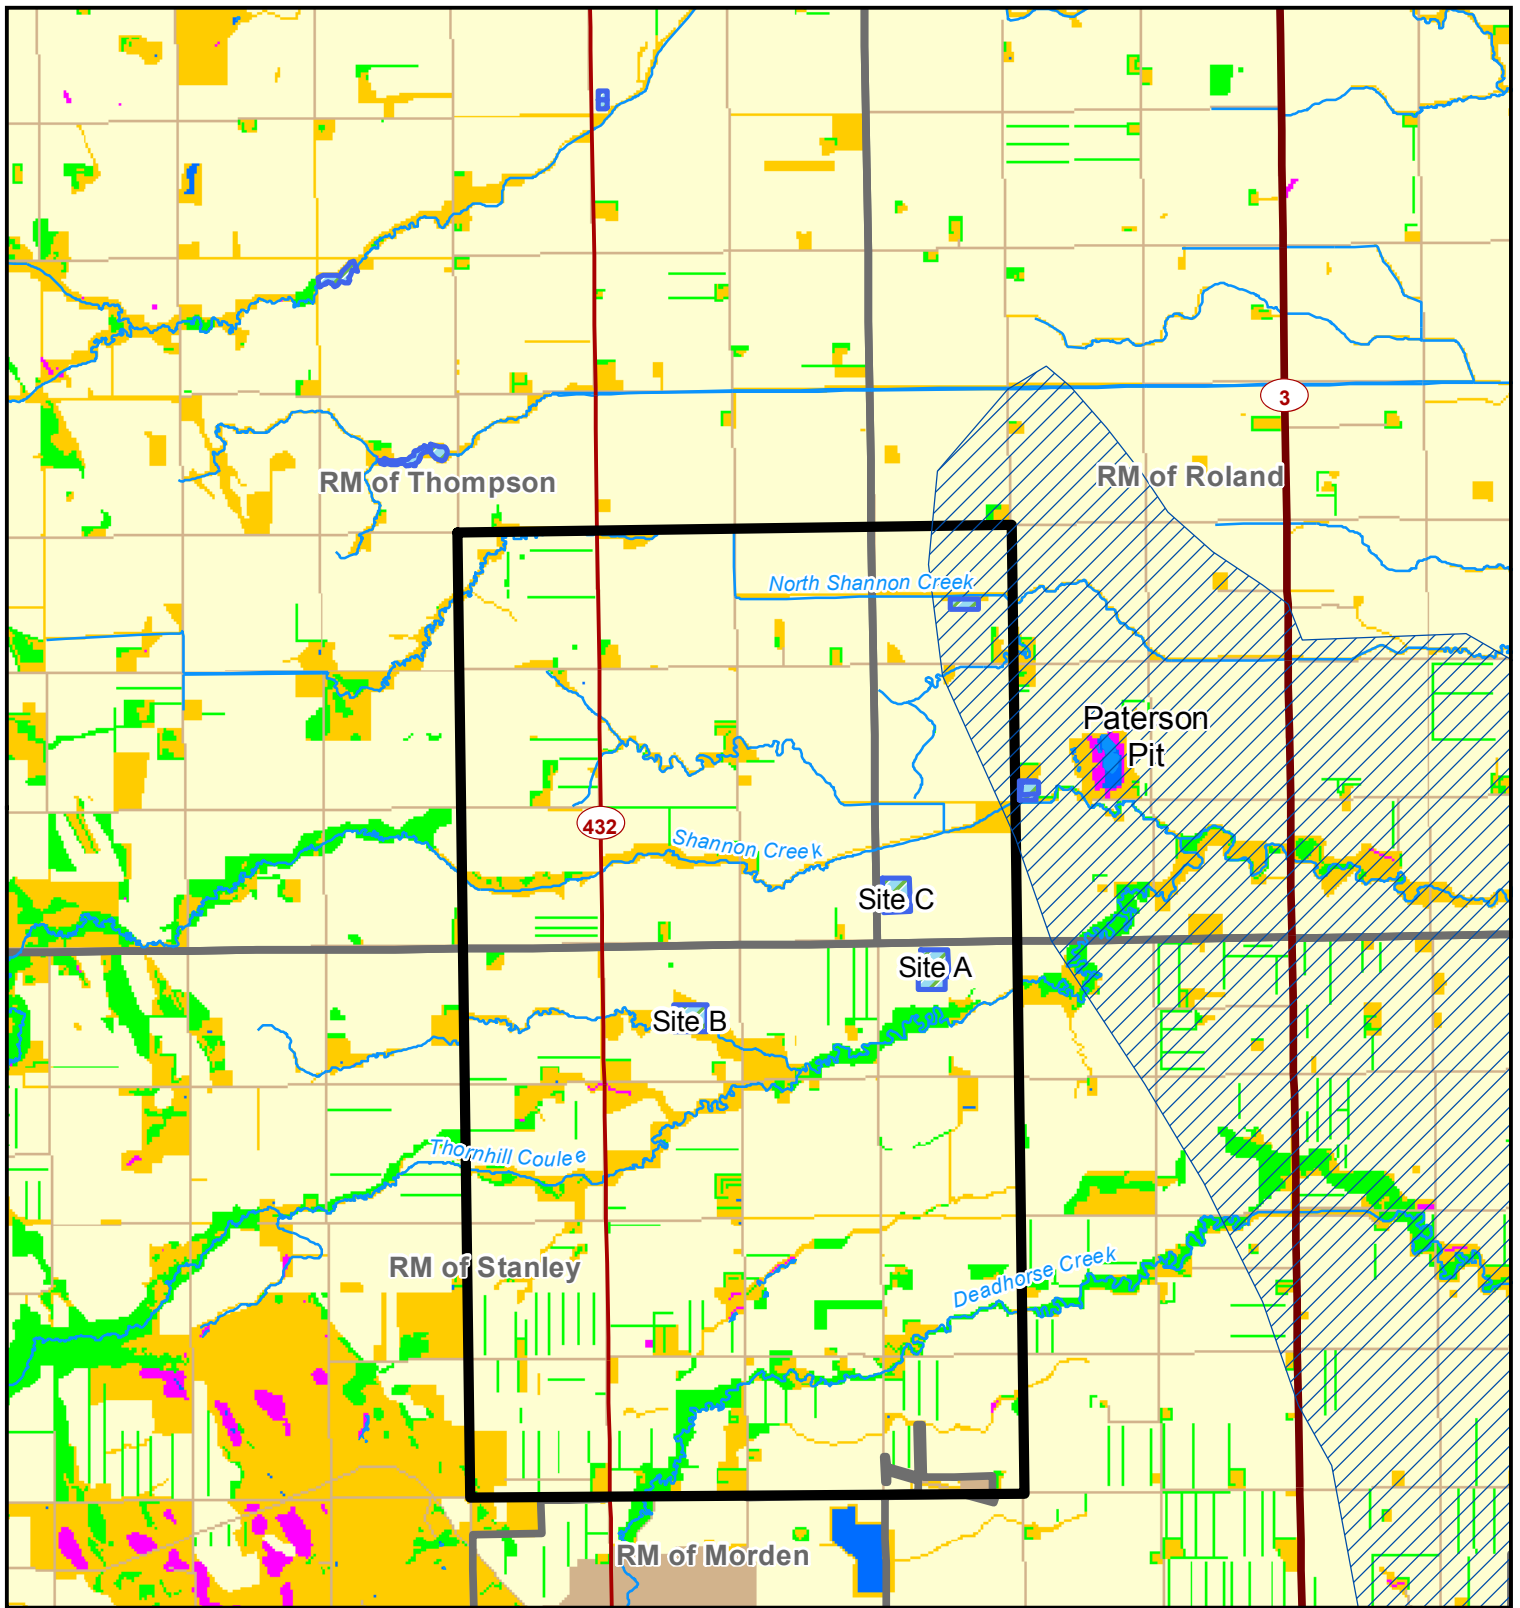 3
RM of Thompson
RM of Roland
North Shannon Creek
Paterson
Pit
432
Shannon Creek
Site C
Site A
Site B
Thornhill Coulee
RM of Stanley
Deadhorse Creek
RM of Morden